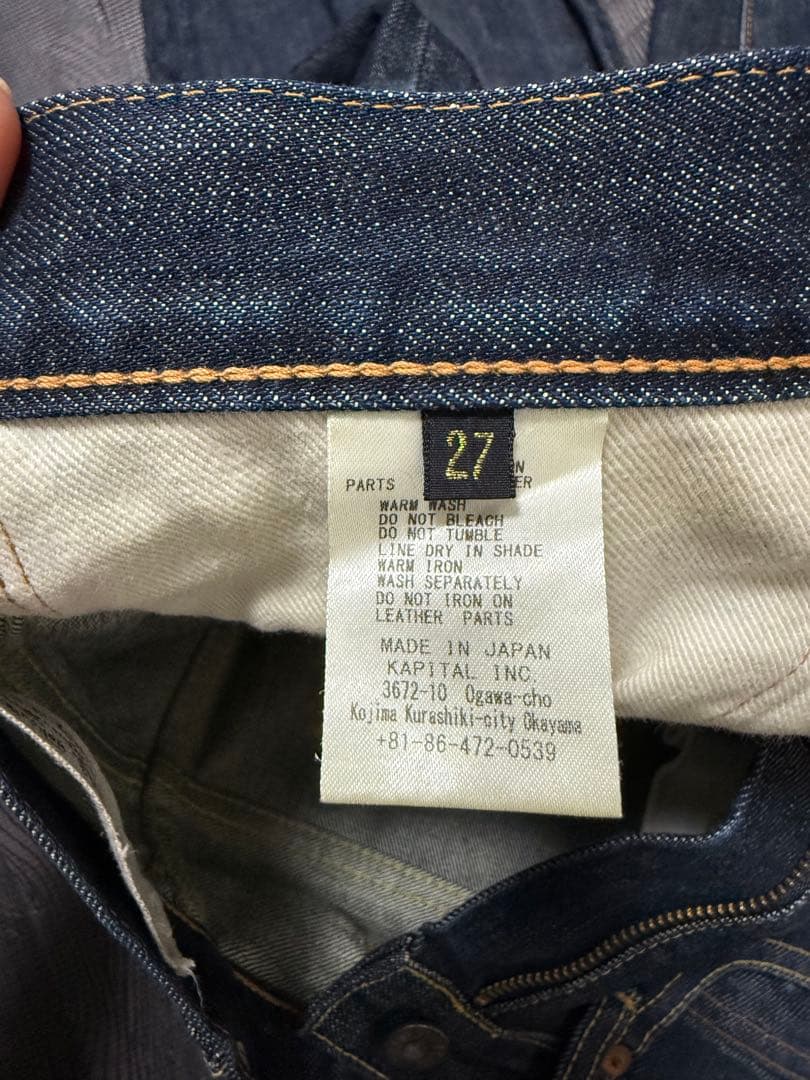 27
PARTS
WARM WASH
DO NOT BLEACH
DO NOT TUMBLE
LINE DRY IN SHADE
WARM IRON
WASH SEPARATELY
DO NOT IRON ON
LEATHER PARTS
MADE IN JAPAN
KAPITAL INC.
3672-10 Ogawa-cho
Kojima Kurashiki-city Okayama
+81-86-472-0539